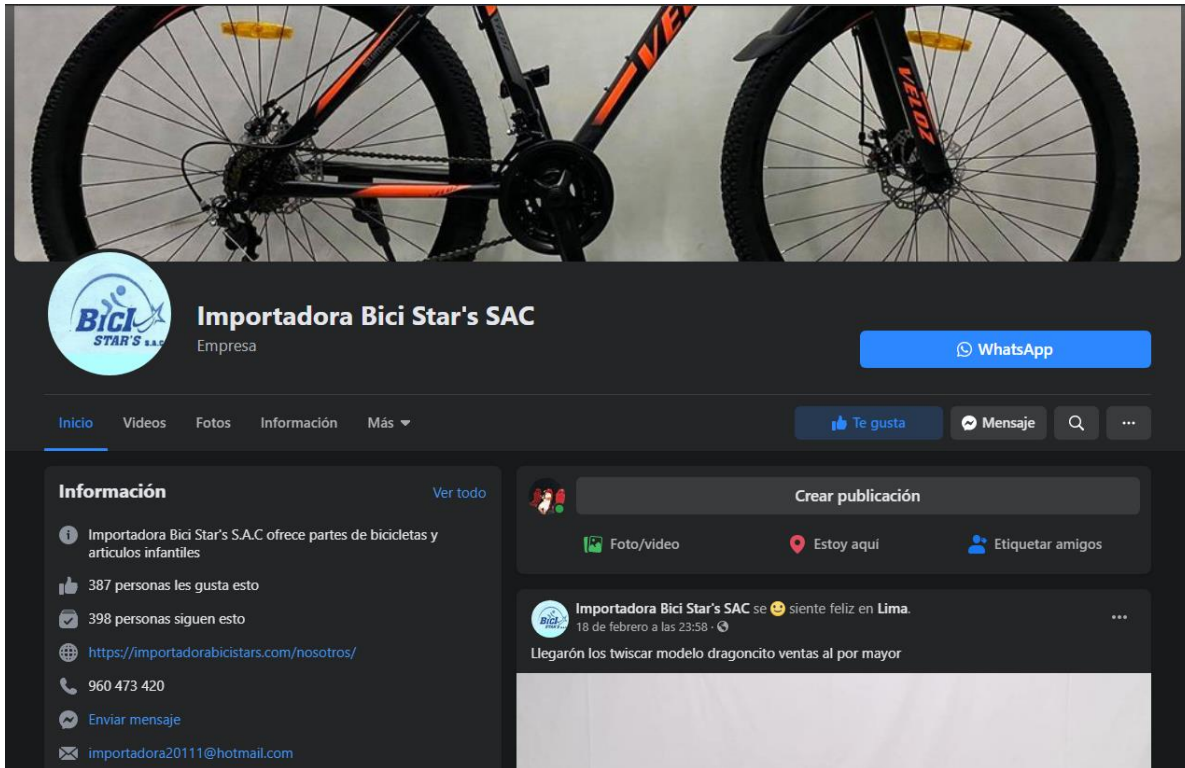 SHIMANO
VELOZ
VELOZ
BICI
STAR'S S.A.C
Importadora Bici Star's SAC
Empresa
WhatsApp
Inicio
Videos
Fotos
Información
Más
Te gusta
Mensaje
Información
Ver todo
Importadora Bici Star's S.A.C ofrece partes de bicicletas y
articulos infantiles
387 personas les gusta esto
398 personas siguen esto
https://importadorabicistars.com/nosotros/
960 473 420
Enviar mensaje
importadora20111@hotmail.com
Crear publicación
Foto/video
Estoy aquí
Etiquetar amigos
BICI
STAR'S
Importadora Bici Star's SAC se 😀 siente feliz en Lima.
18 de febrero a las 23:58 ·
Llegarón los twiscar modelo dragoncito ventas al por mayor